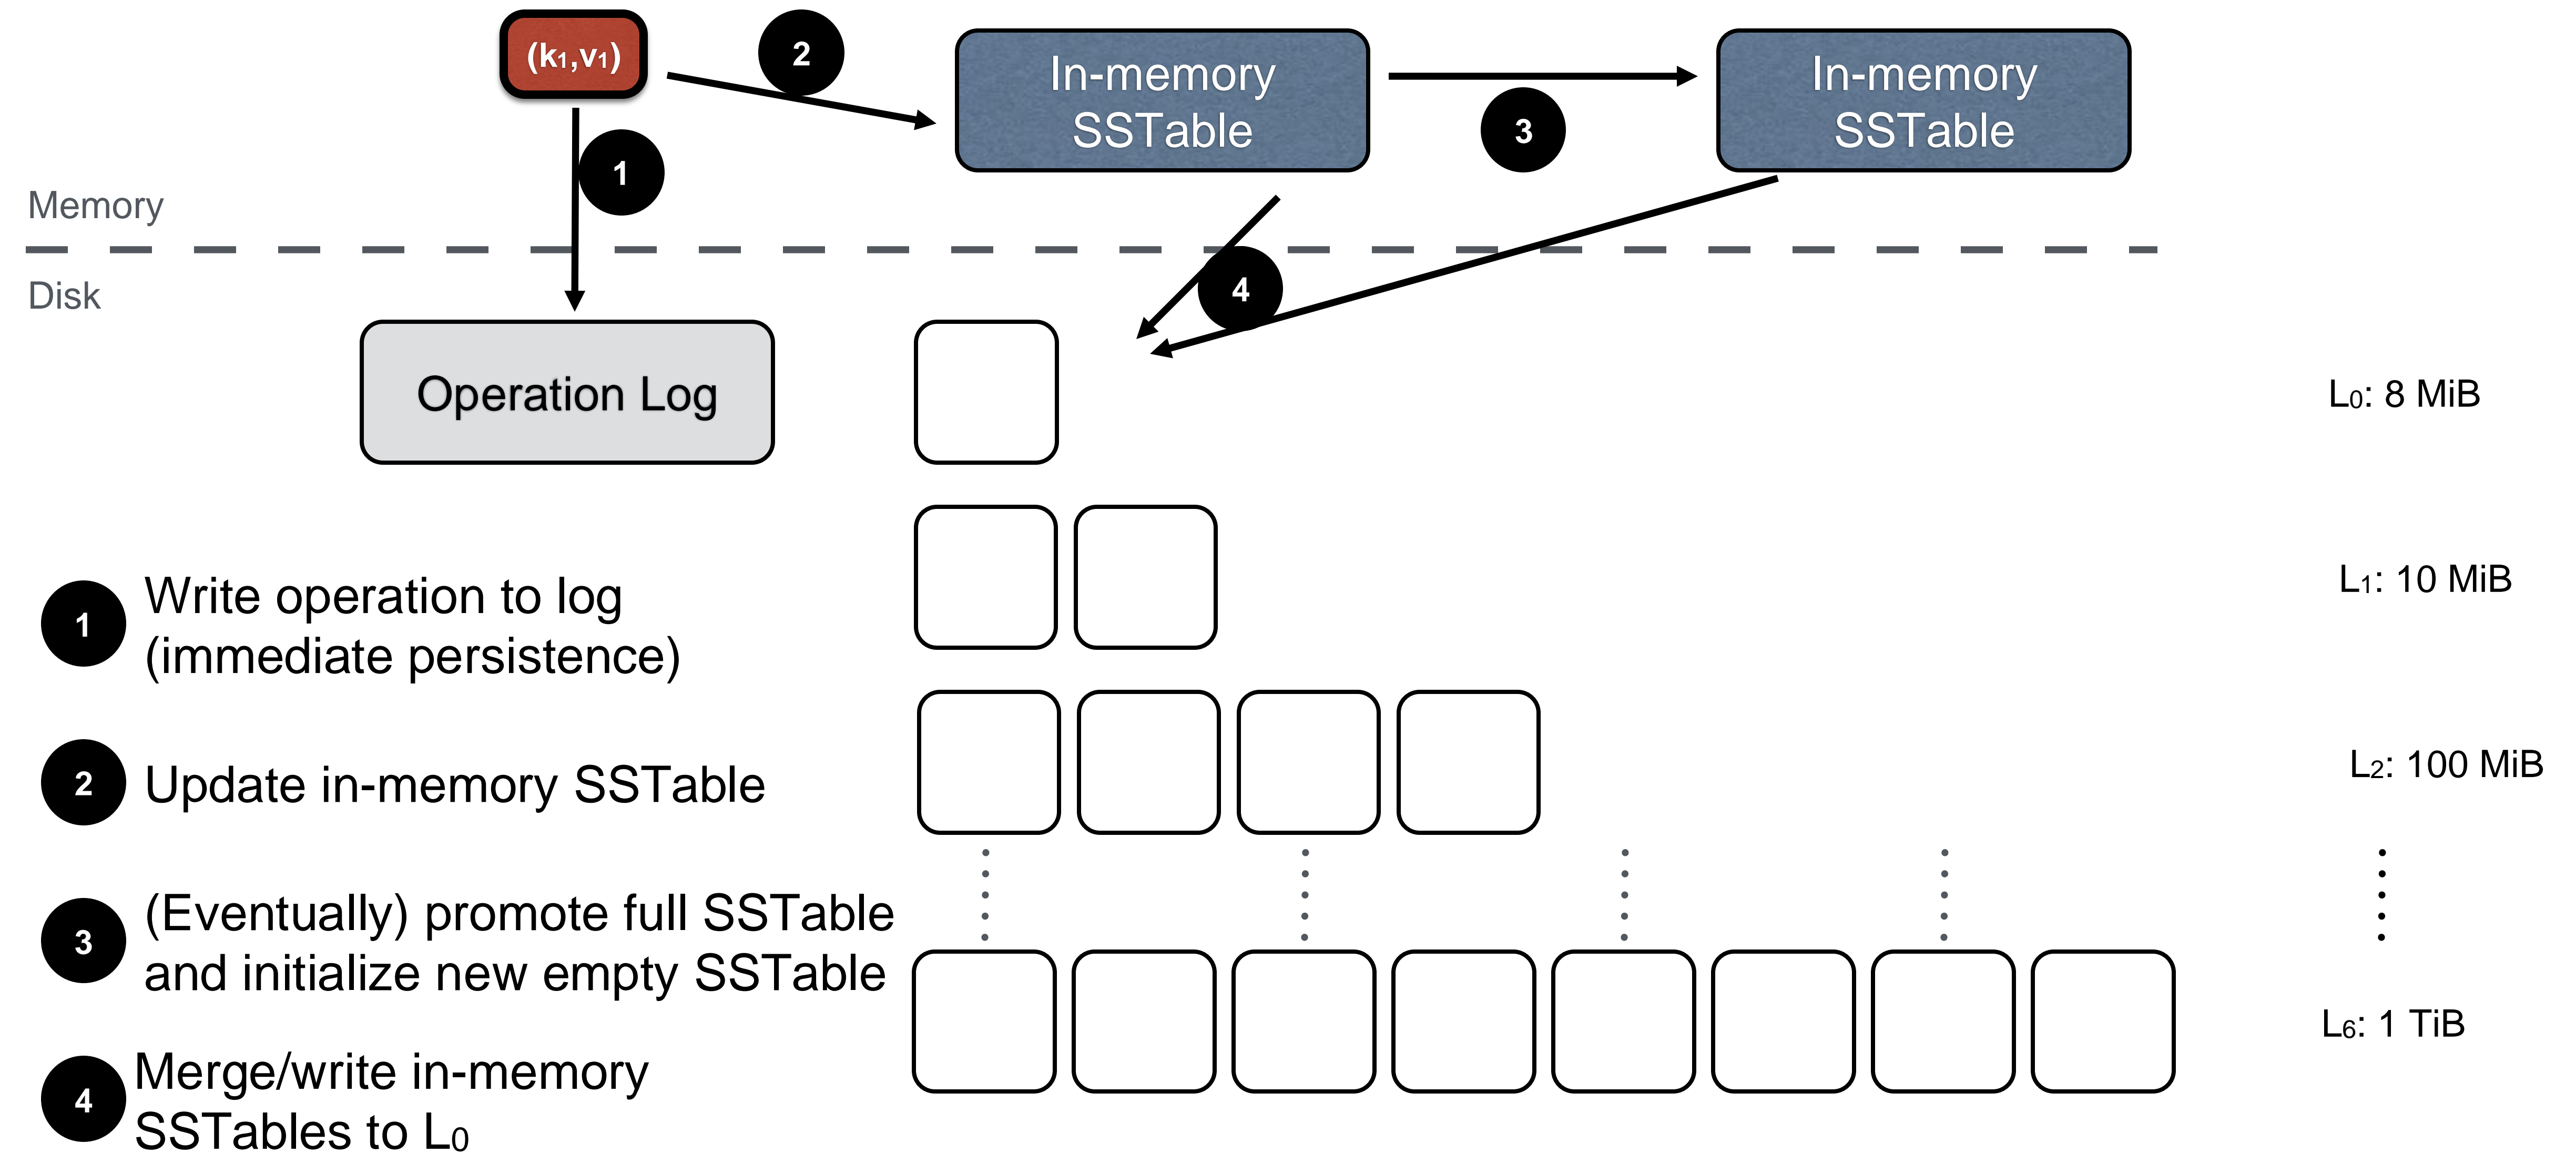 (k₁,v₁)
2
In-memory
SSTable
3
In-memory
SSTable
1
Memory
Disk
4
Operation Log
L₀: 8 MiB
L₁: 10 MiB
L₂: 100 MiB
L₆: 1 TiB
1
Write operation to log
(immediate persistence)
2
Update in-memory SSTable
3
(Eventually) promote full SSTable
and initialize new empty SSTable
4
Merge/write in-memory
SSTables to L₀